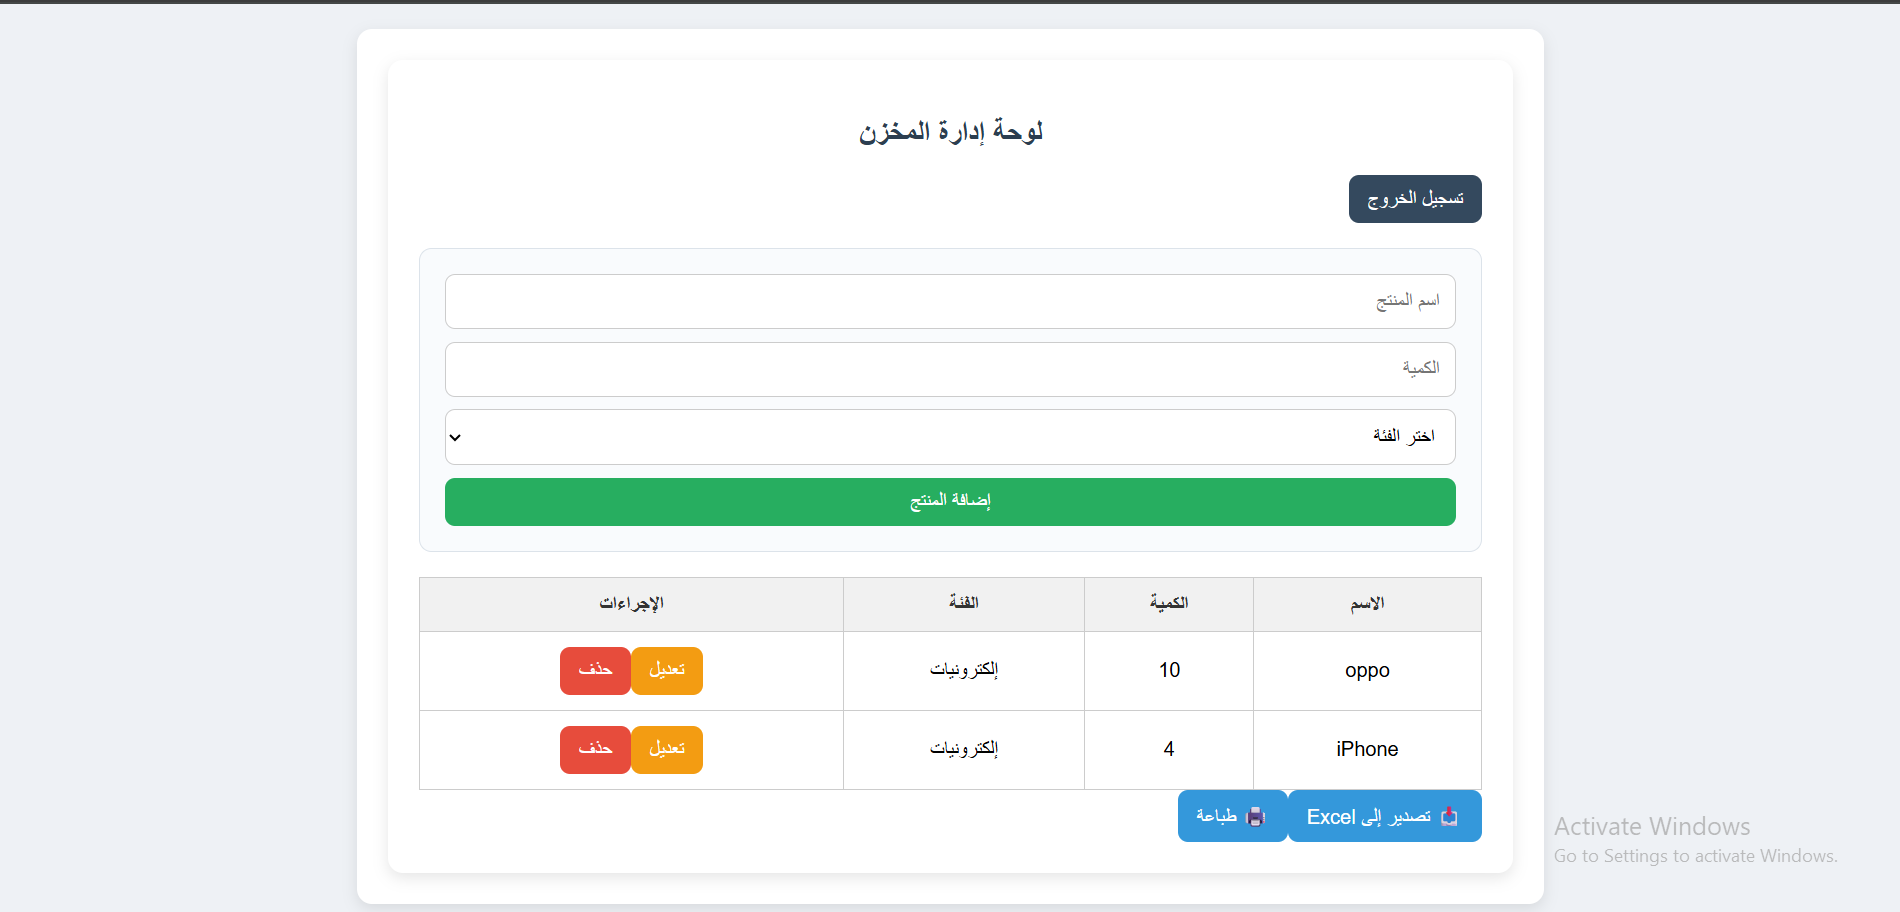 لوحة إدارة المخزن
تسجيل الخروج
اسم المنتج
الكمية
اختر الفئة
إضافة المنتج
الاسم الكمية الفئة الإجراءات
oppo 10 إلكترونيات تعديل حذف
iPhone 4 إلكترونيات تعديل حذف
تصدير إلى Excel طباعة
Activate Windows
Go to Settings to activate Windows.